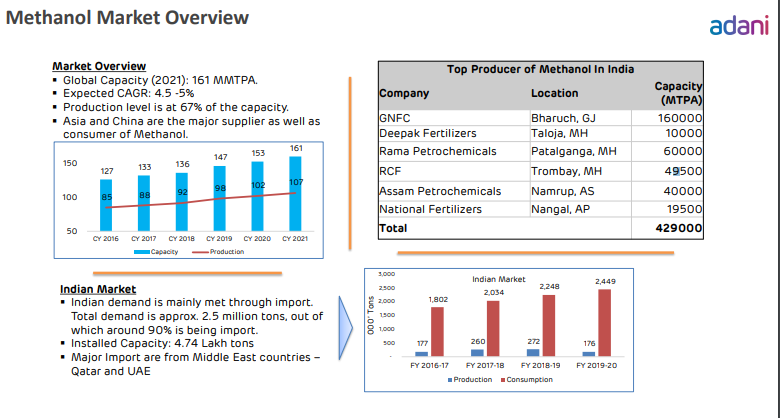 Methanol Market Overview
adani
Market Overview
▪ Global Capacity (2021): 161 MMTPA.
▪ Expected CAGR: 4.5 -5%
▪ Production level is at 67% of the capacity.
▪ Asia and China are the major supplier as well as
consumer of Methanol.
150
100
50
127 133 136 147 153 161
85 88 92 98 102 107
CY 2016 CY 2017 CY 2018 CY 2019 CY 2020 CY 2021
Capacity Production
Top Producer of Methanol In India
Company Location Capacity
(MTPA)
GNFC Bharuch, GJ 160000
Deepak Fertilizers Taloja, MH 10000
Rama Petrochemicals Patalganga, MH 60000
RCF Trombay, MH
Assam Petrochemicals Namrup, AS 40000
National Fertilizers Nangal, AP 19500
Total 429000
Indian Market
▪ Indian demand is mainly met through import.
Total demand is approx. 2.5 million tons, out of
which around 90% is being import.
▪ Installed Capacity: 4.74 Lakh tons
▪ Major Import are from Middle East countries –
Qatar and UAE
Indian Market
000' Tons
3,000
2,500
2,000
1,500
1,000
500
-
1,802 2,034 2,248 2,449
177 260 272 176
FY 2016-17 FY 2017-18 FY 2018-19 FY 2019-20
Production Consumption